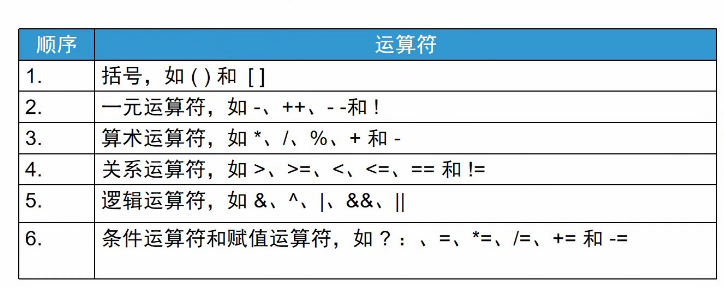 顺序 运算符
1. 括号，如 ( ) 和 [ ]
2. 一元运算符，如 -、++、- -和 !
3. 算术运算符，如 *、/、%、+ 和 -
4. 关系运算符，如 >、>=、<、<=、== 和 !=
5. 逻辑运算符，如 &、^、|、&&、||
6. 条件运算符和赋值运算符，如 ? ：、=、*=、/=、+= 和 -=